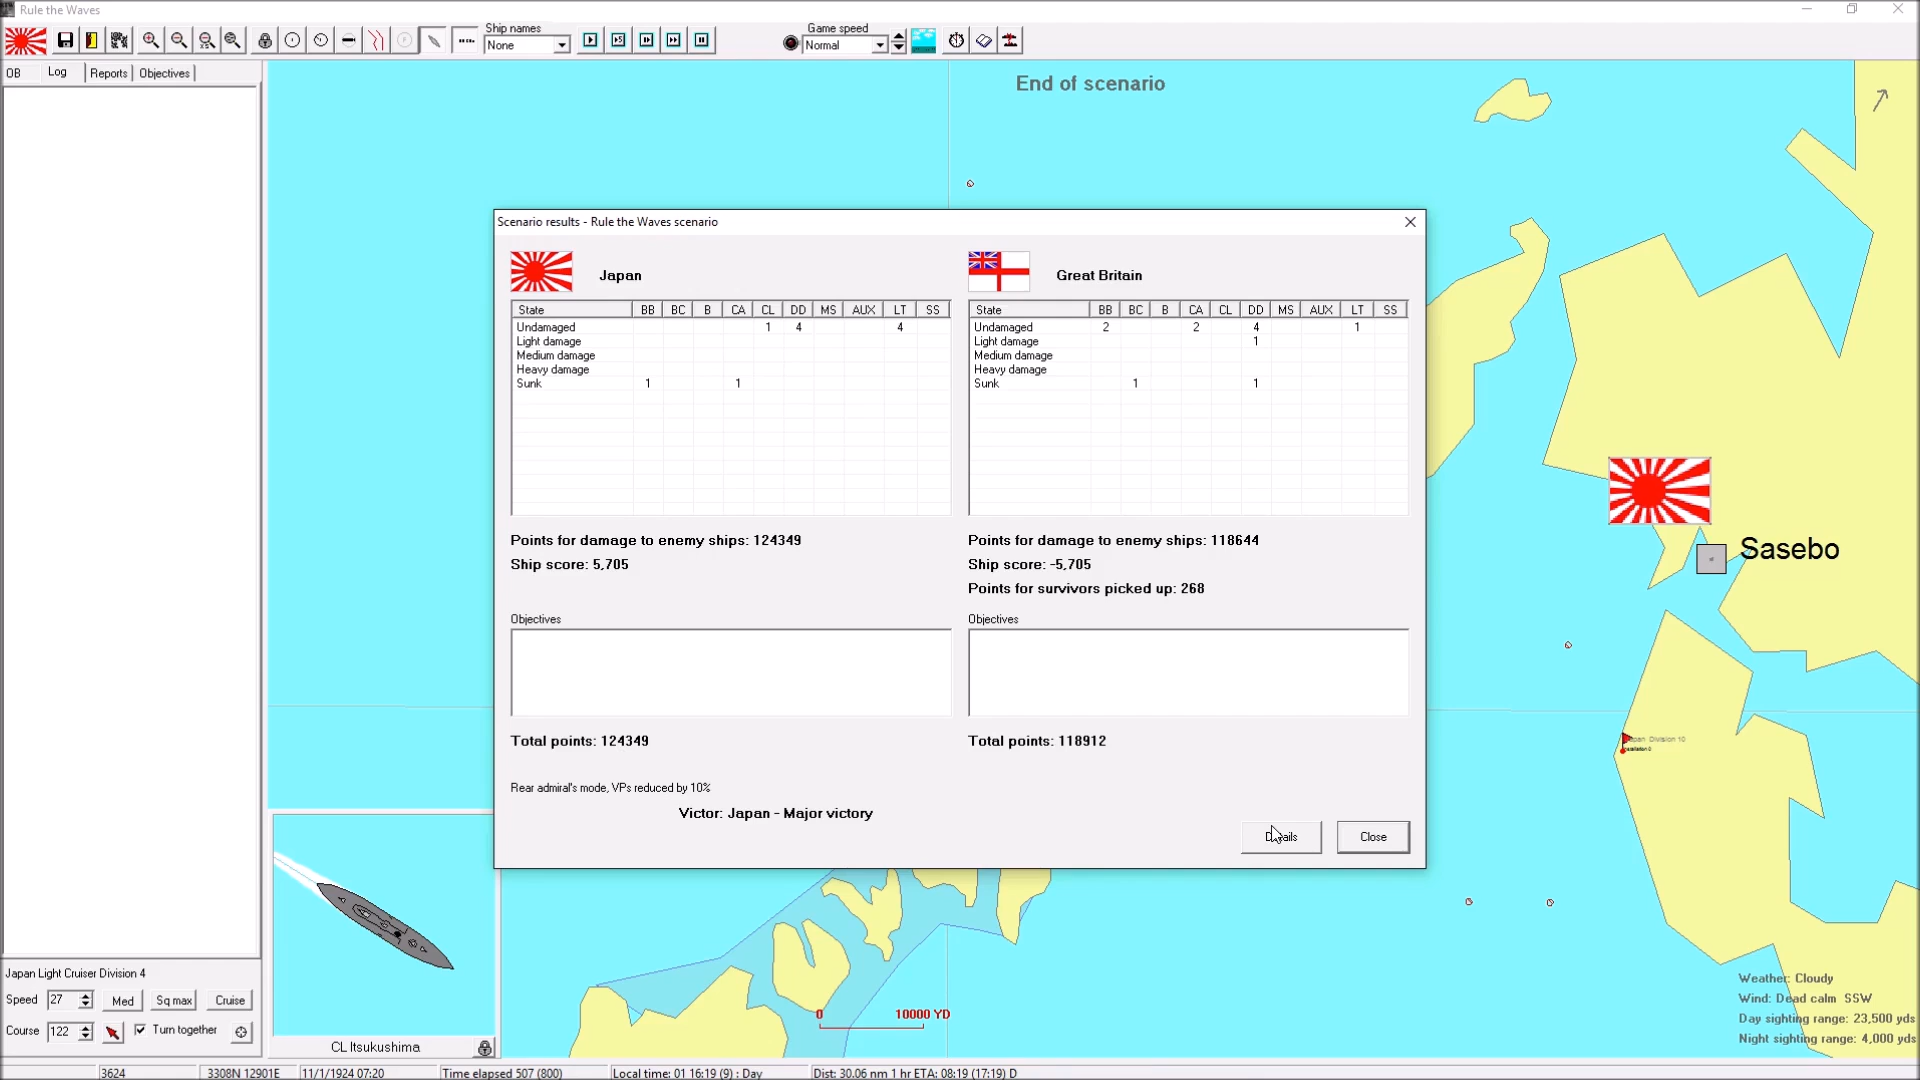 Rule the Waves
Ship names
None
Game speed
Normal
OB
Log
Reports
Objectives
End of scenario
Scenario results - Rule the Waves scenario
Japan
Great Britain
State BB BC B CA CL DD MS AUX LT SS
Undamaged 1 4 4
Light damage
Medium damage
Heavy damage
Sunk 1 1
State BB BC B CA CL DD MS AUX LT SS
Undamaged 2 2 4 1
Light damage 1
Medium damage
Heavy damage
Sunk 1 1
Points for damage to enemy ships: 124349
Ship score: 5,705
Points for damage to enemy ships: 118644
Ship score: -5,705
Points for survivors picked up: 268
Objectives
Objectives
Total points: 124349
Total points: 118912
Rear admiral's mode, VPs reduced by 10%
Victor: Japan - Major victory
Details
Close
Sasebo
Japan Division 10
0 10000 YD
Weather: Cloudy
Wind: Dead calm SSW
Day sighting range: 23,500 yds
Night sighting range: 4,000 yds
Japan Light Cruiser Division 4
Speed 27 Med Sq max Cruise
Course 122 Turn together
CL Itsukushima
3624
3308N 12901E
11/1/1924 07:20
Time elapsed 507 (800)
Local time: 01 16:19 (9) : Day
Dist: 30.06 nm 1 hr ETA: 08:19 (17:19) D